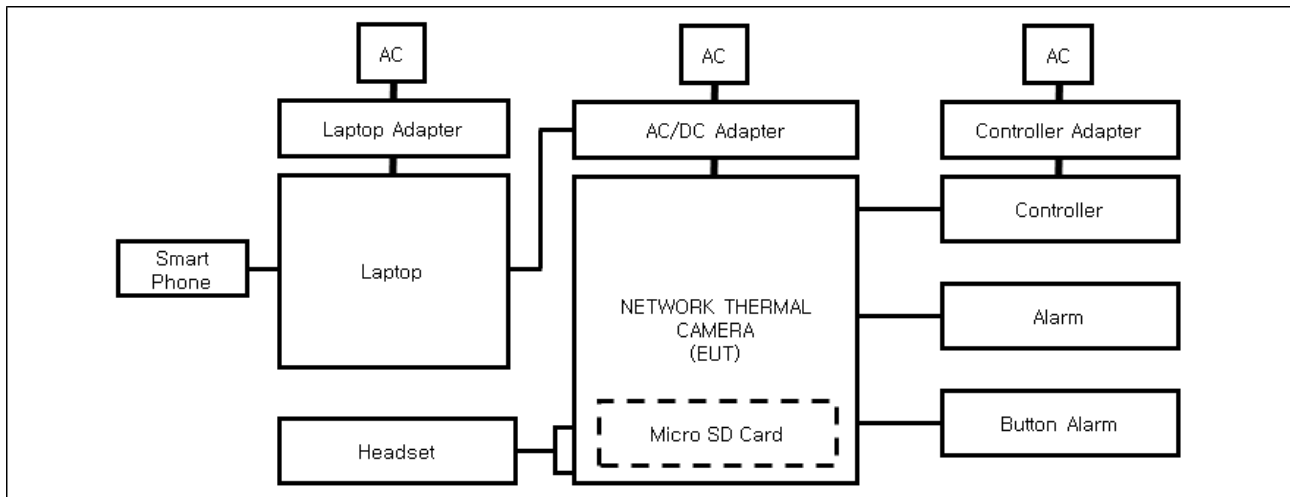 AC
AC
AC
Laptop Adapter
AC/DC Adapter
Controller Adapter
Controller
Smart
Phone
Laptop
NETWORK THERMAL
CAMERA
(EUT)
Alarm
Micro SD Card
Button Alarm
Headset